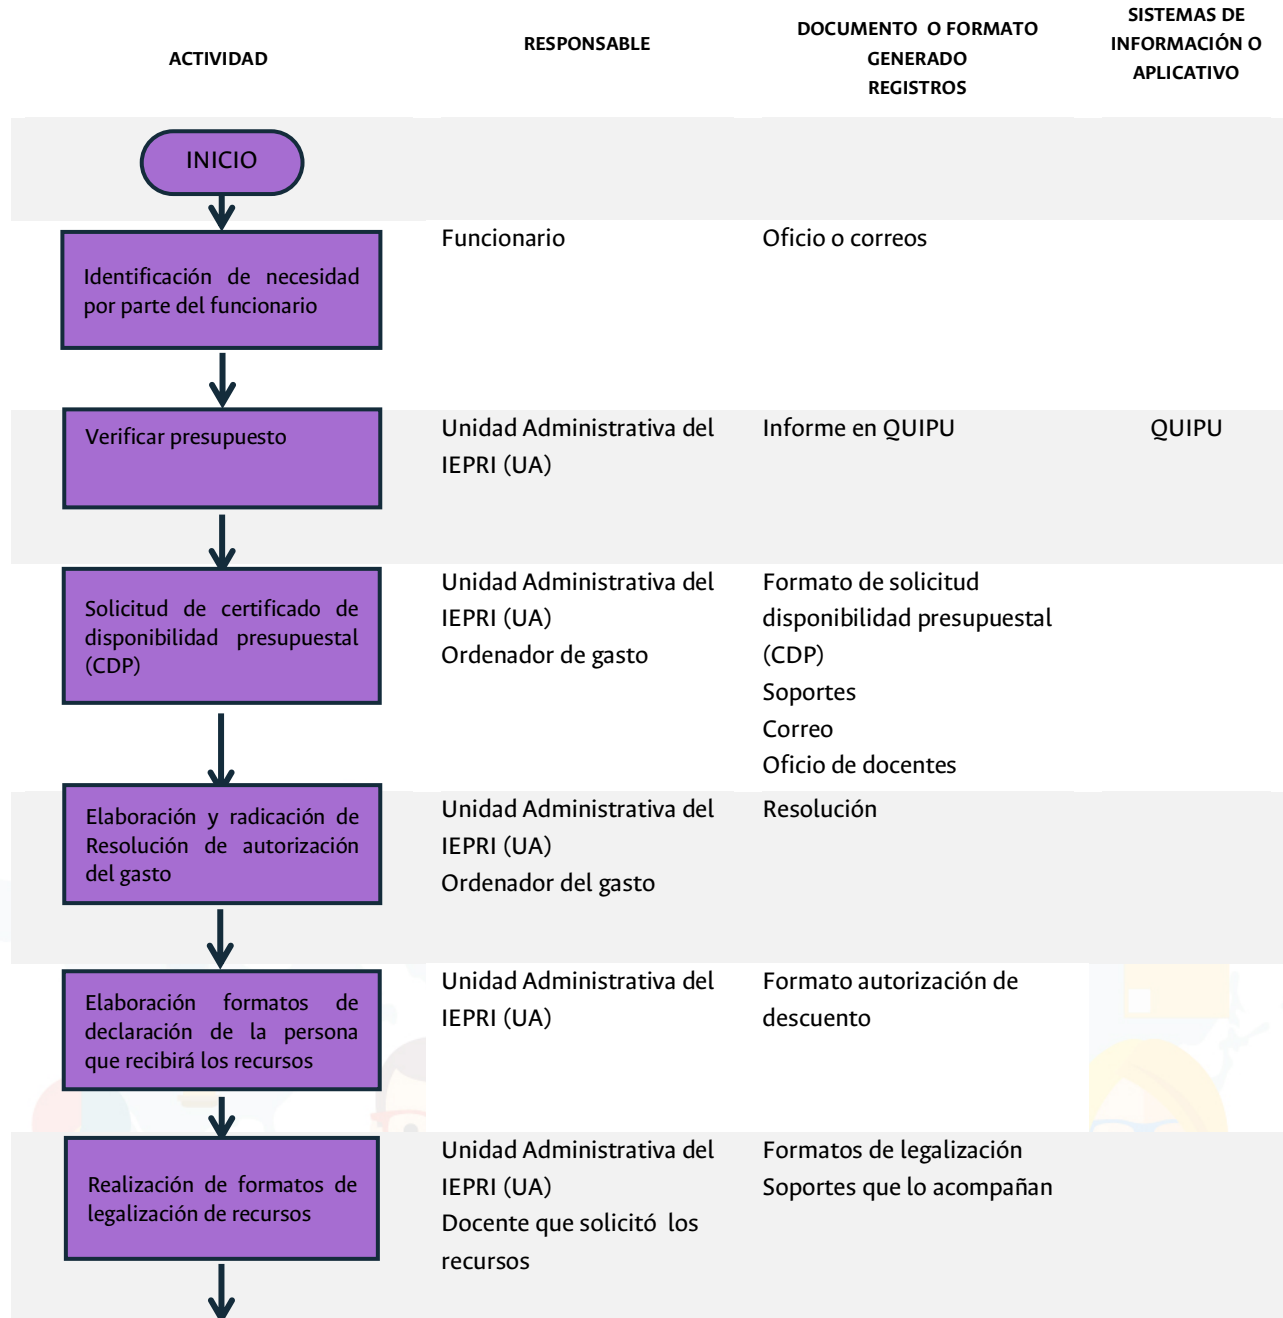 ACTIVIDAD
RESPONSABLE
DOCUMENTO O FORMATO
GENERADO
REGISTROS
SISTEMAS DE
INFORMACIÓN O
APLICATIVO
INICIO
Identificación de necesidad
por parte del funcionario
Funcionario
Oficio o correos
Verificar presupuesto
Unidad Administrativa del
IEPRI (UA)
Informe en QUIPU
QUIPU
Solicitud de certificado de
disponibilidad presupuestal
(CDP)
Unidad Administrativa del
IEPRI (UA)
Ordenador de gasto
Formato de solicitud
disponibilidad presupuestal
(CDP)
Soportes
Correo
Oficio de docentes
Elaboración y radicación de
Resolución de autorización
del gasto
Unidad Administrativa del
IEPRI (UA)
Ordenador del gasto
Resolución
Elaboración formatos de
declaración de la persona
que recibirá los recursos
Unidad Administrativa del
IEPRI (UA)
Formato autorización de
descuento
Realización de formatos de
legalización de recursos
Unidad Administrativa del
IEPRI (UA)
Docente que solicitó los
recursos
Formatos de legalización
Soportes que lo acompañan